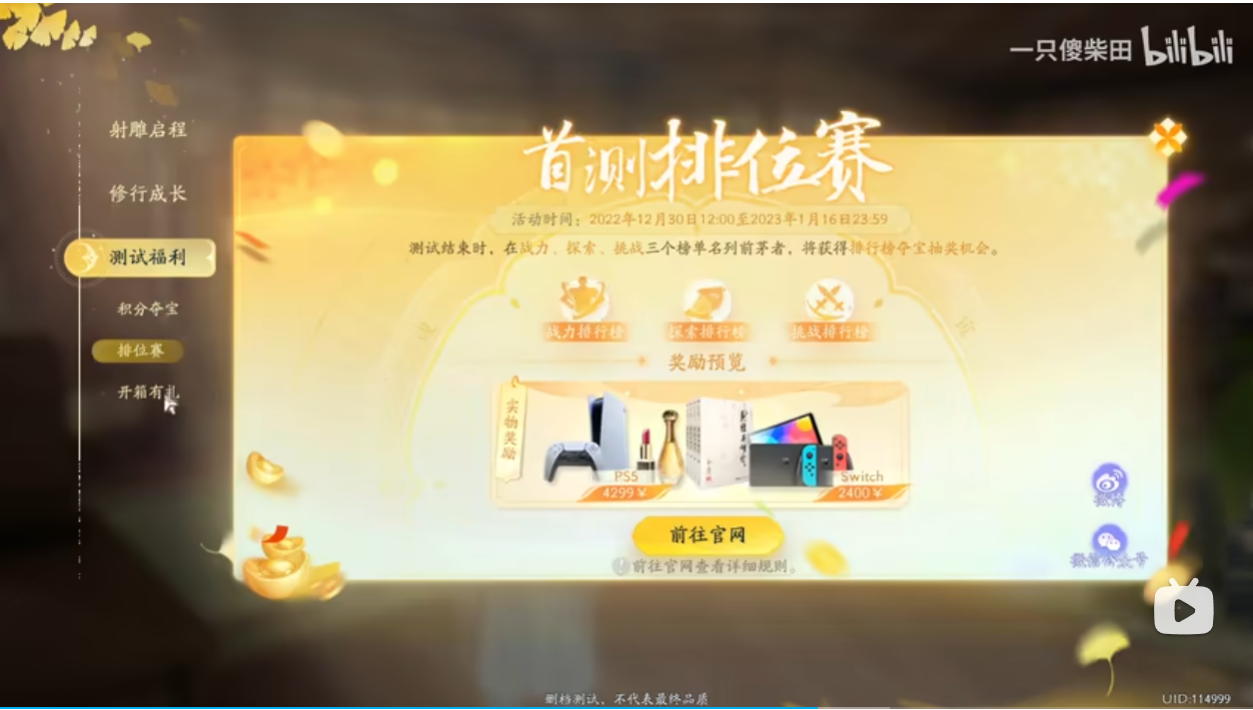 一只傻柴田 bilibili
射雕启程
修行成长
测试福利
积分夺宝
排位赛
开箱有礼
首测排位赛
活动时间：2022年12月30日12:00至2023年1月16日23:59
测试结束时，在战力、探索、挑战三个榜单名列前茅者，将获得排行榜夺宝抽奖机会。
战力排行榜
探索排行榜
挑战排行榜
奖励预览
实物奖励
PS5
4299￥
Switch
2400￥
前往官网
前往官网查看详细规则。
微博
微信公众号
删档测试，不代表最终品质
UID:114999